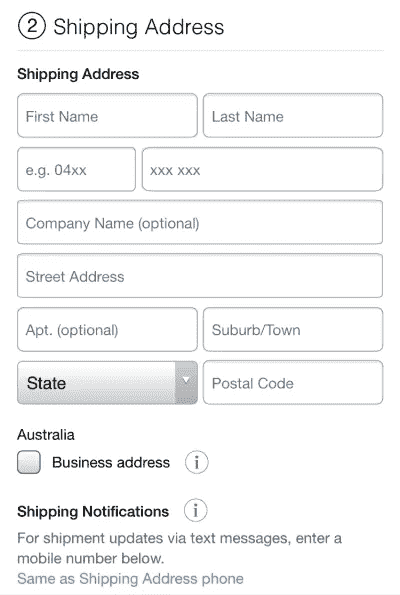 2 Shipping Address
Shipping Address
First Name Last Name
e.g. 04xx xxx xxx
Company Name (optional)
Street Address
Apt. (optional) Suburb/Town
State Postal Code
Australia
Business address i
Shipping Notifications i
For shipment updates via text messages, enter a
mobile number below.
Same as Shipping Address phone